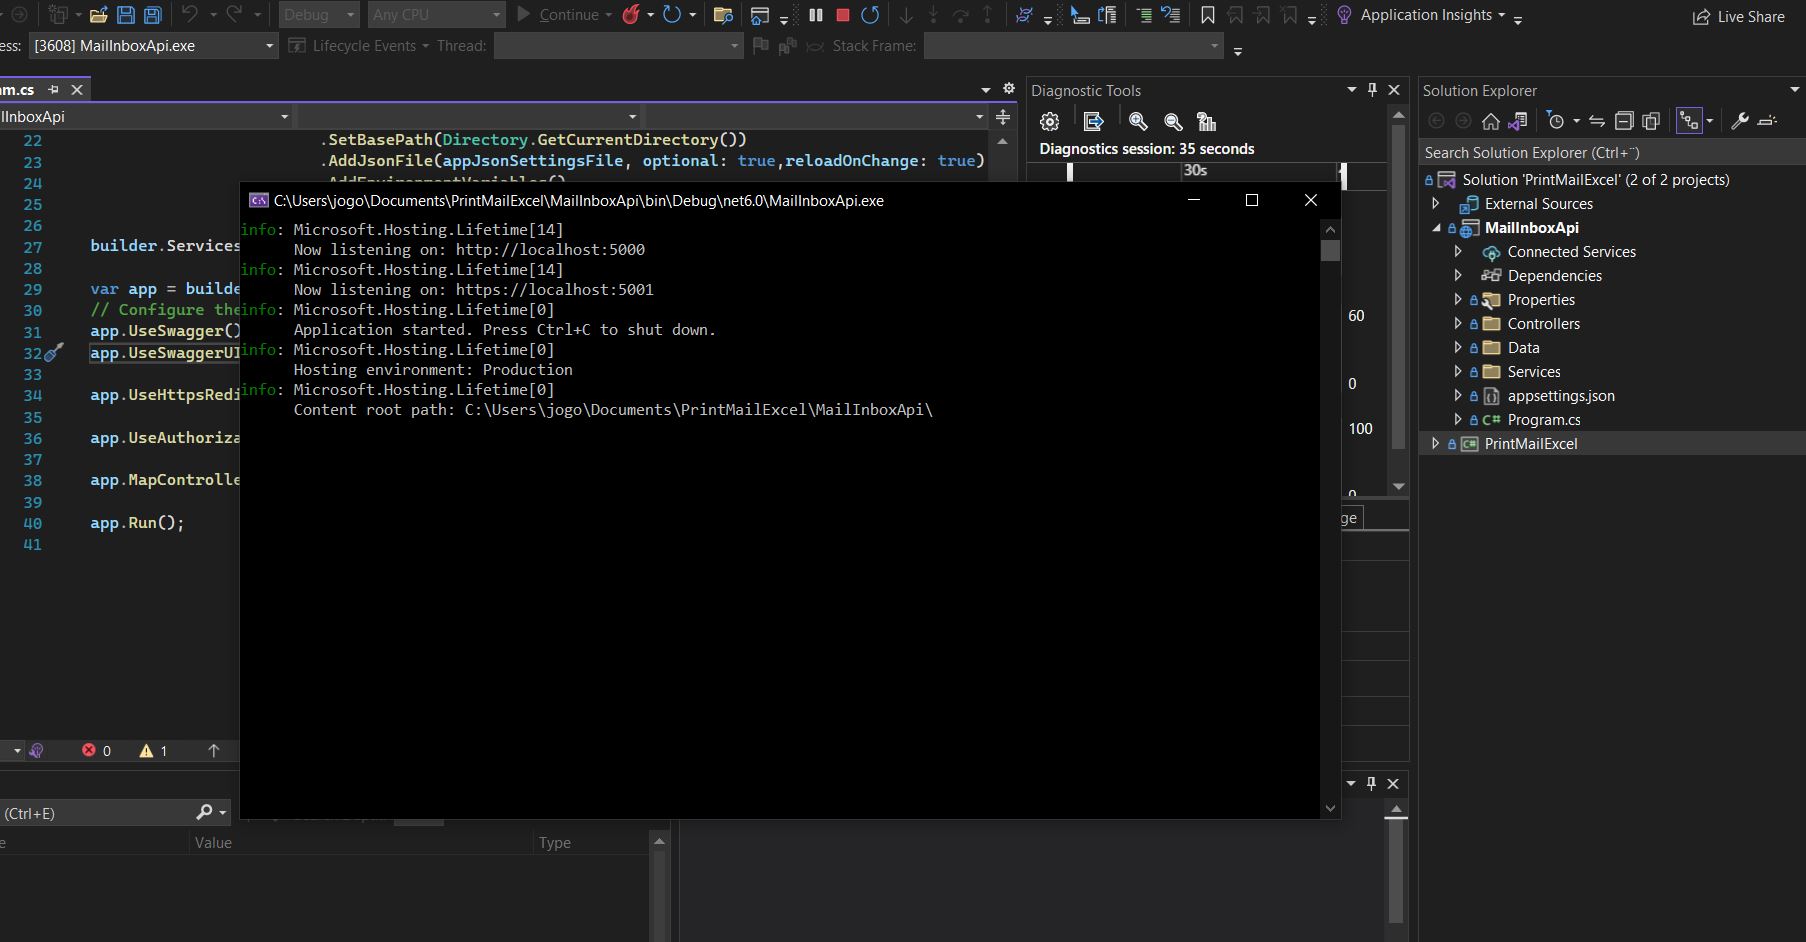 Debug
Any CPU
Continue
Application Insights
Live Share
ess:
[3608] MailInboxApi.exe
Lifecycle Events
Thread:
Stack Frame:
am.cs
ilInboxApi
22 .SetBasePath(Directory.GetCurrentDirectory())
23 .AddJsonFile(appJsonSettingsFile, optional: true,reloadOnChange: true)
24 .AddEnvironmentVariables()
25
26
27 builder.Services
28
29 var app = builde
30 // Configure the
31 app.UseSwagger()
32 app.UseSwaggerUI
33
34 app.UseHttpsRedi
35
36 app.UseAuthoriza
37
38 app.MapControlle
39
40 app.Run();
41
C:\Users\jogo\Documents\PrintMailExcel\MailInboxApi\bin\Debug\net6.0\MailInboxApi.exe
info: Microsoft.Hosting.Lifetime[14]
Now listening on: http://localhost:5000
info: Microsoft.Hosting.Lifetime[14]
Now listening on: https://localhost:5001
info: Microsoft.Hosting.Lifetime[0]
Application started. Press Ctrl+C to shut down.
info: Microsoft.Hosting.Lifetime[0]
Hosting environment: Production
info: Microsoft.Hosting.Lifetime[0]
Content root path: C:\Users\jogo\Documents\PrintMailExcel\MailInboxApi\
Diagnostic Tools
Diagnostics session: 35 seconds
30s
60
0
100
0
ge
Solution Explorer
Search Solution Explorer (Ctrl+¨)
Solution 'PrintMailExcel' (2 of 2 projects)
External Sources
MailInboxApi
Connected Services
Dependencies
Properties
Controllers
Data
Services
appsettings.json
C# Program.cs
C# PrintMailExcel
0
1
(Ctrl+E)
e
Value
Type